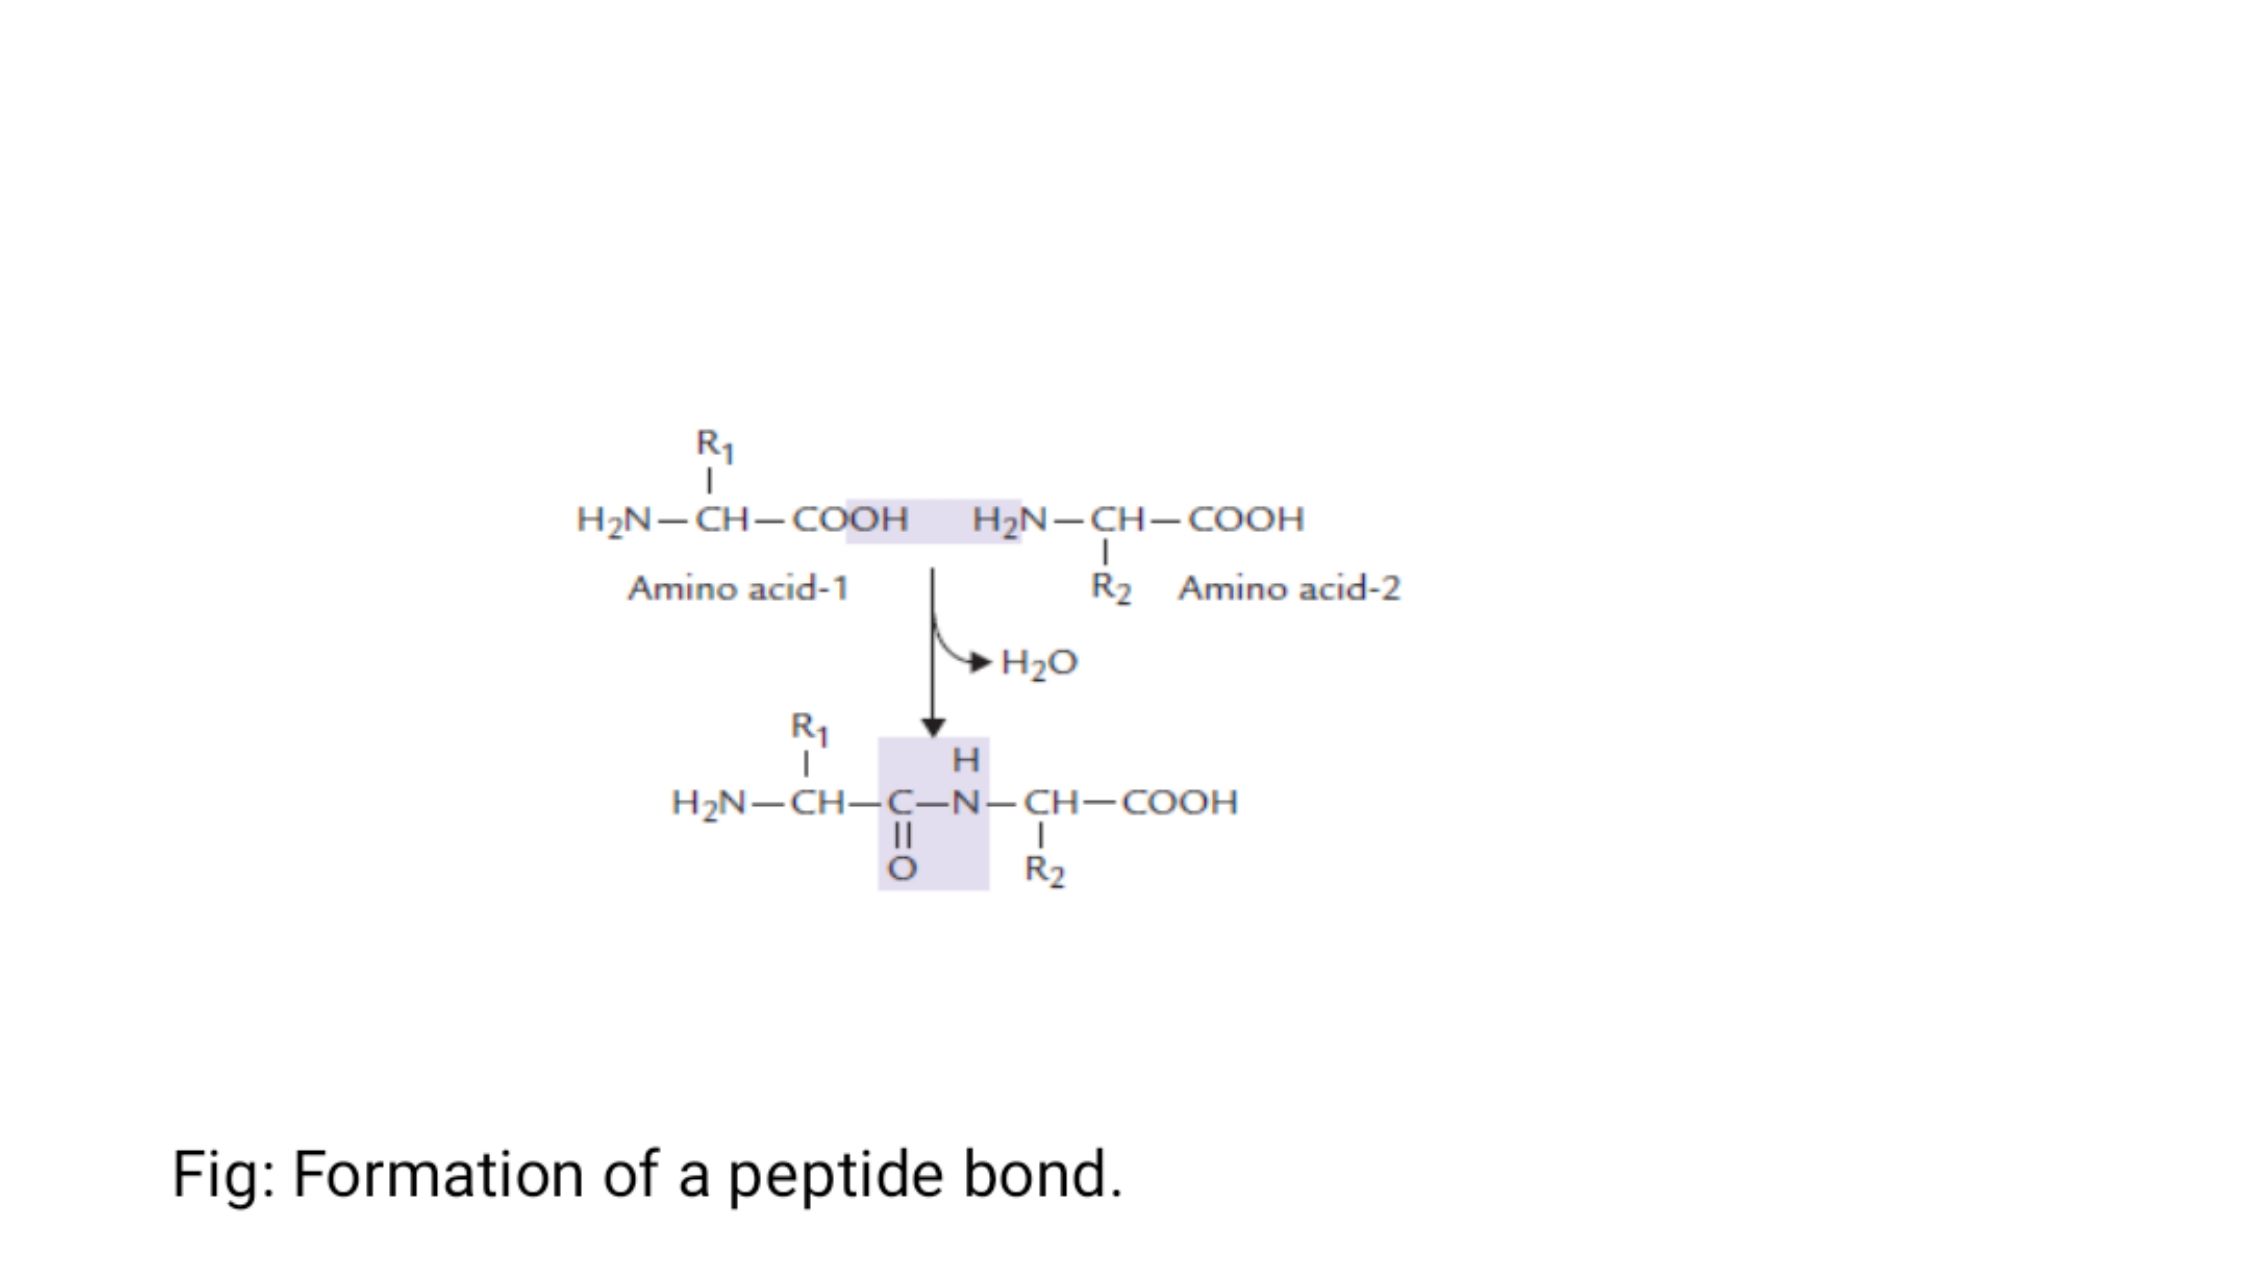 R₁
H₂N—CH—COOH H₂N—CH—COOH
Amino acid-1 R₂ Amino acid-2
H₂O
R₁ H
H₂N—CH—C—N—CH—COOH
O R₂
Fig: Formation of a peptide bond.